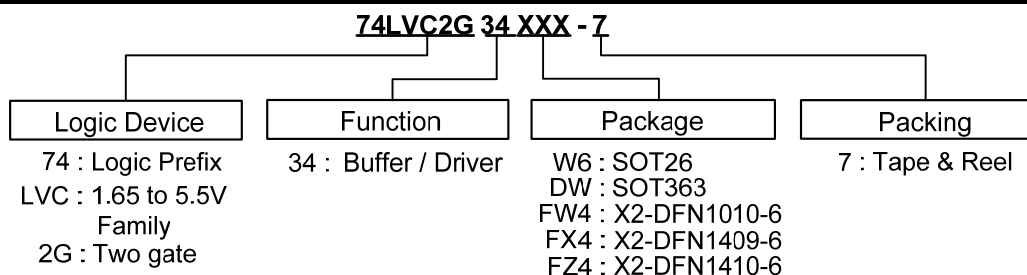 74LVC2G 34 XXX - 7
Logic Device
74 : Logic Prefix
LVC : 1.65 to 5.5V
Family
2G : Two gate
Function
34 : Buffer / Driver
Package
W6 : SOT26
DW : SOT363
FW4 : X2-DFN1010-6
FX4 : X2-DFN1409-6
FZ4 : X2-DFN1410-6
Packing
7 : Tape & Reel